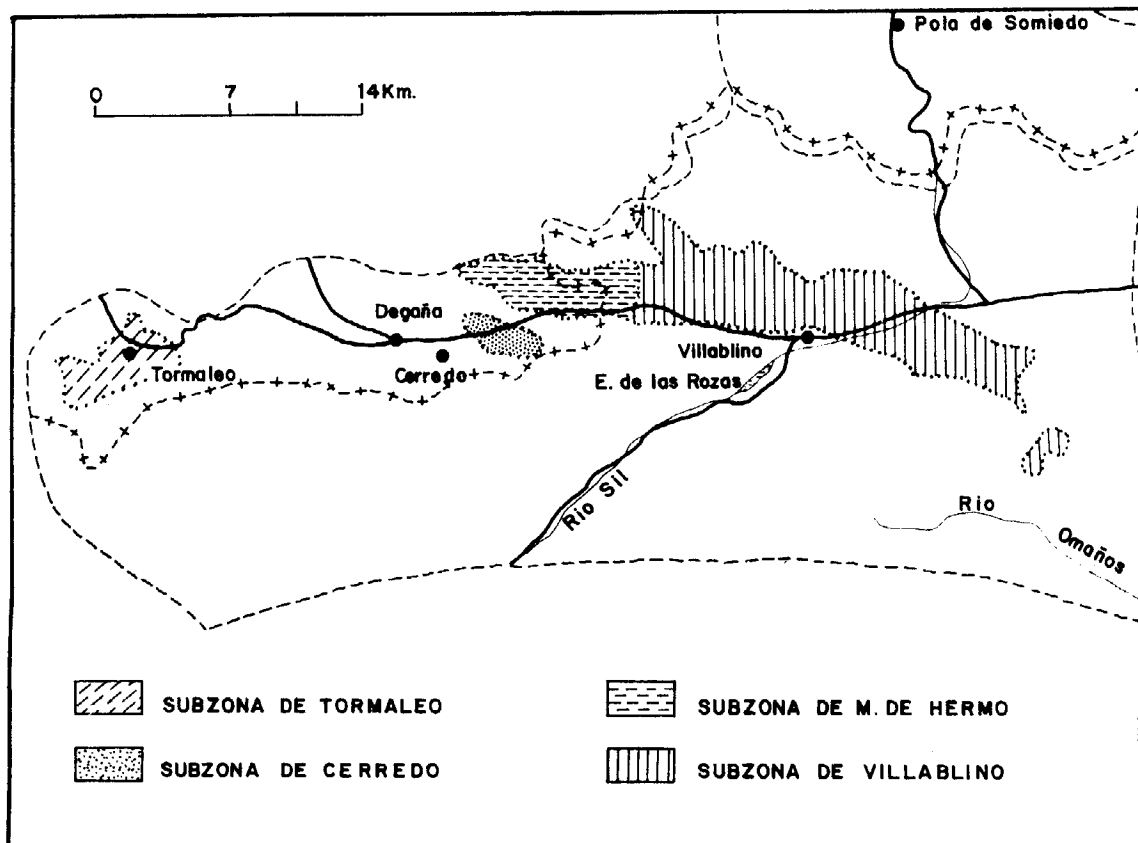 Pola de Somiedo
0 7 14Km.
Degaña
Cerredo
Tormaleo
Villablino
E. de las Rozas
Rio Sil
Rio
Omaños
SUBZONA DE TORMALEO
SUBZONA DE M. DE HERMO
SUBZONA DE CERREDO
SUBZONA DE VILLABLINO